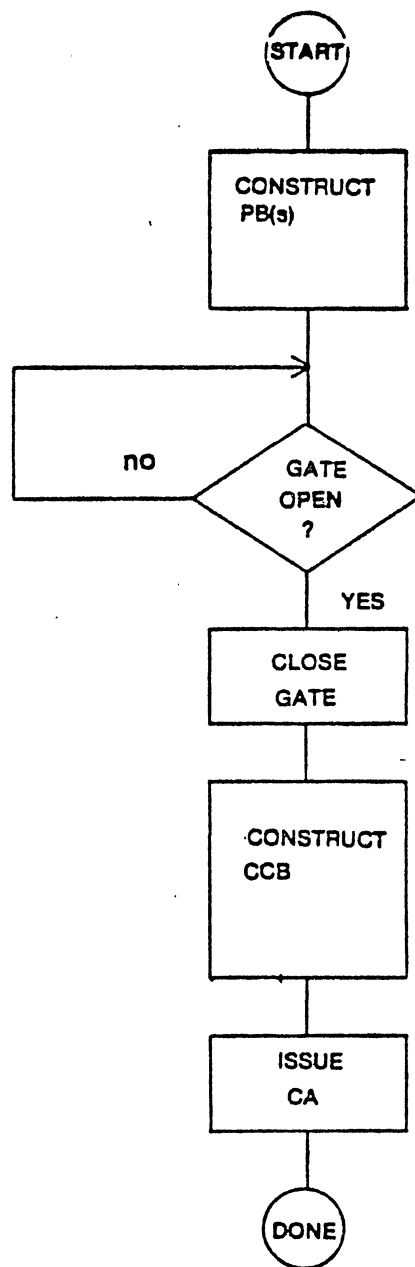 START
CONSTRUCT
PB(s)
no
GATE
OPEN
?
YES
CLOSE
GATE
CONSTRUCT
CCB
ISSUE
CA
DONE